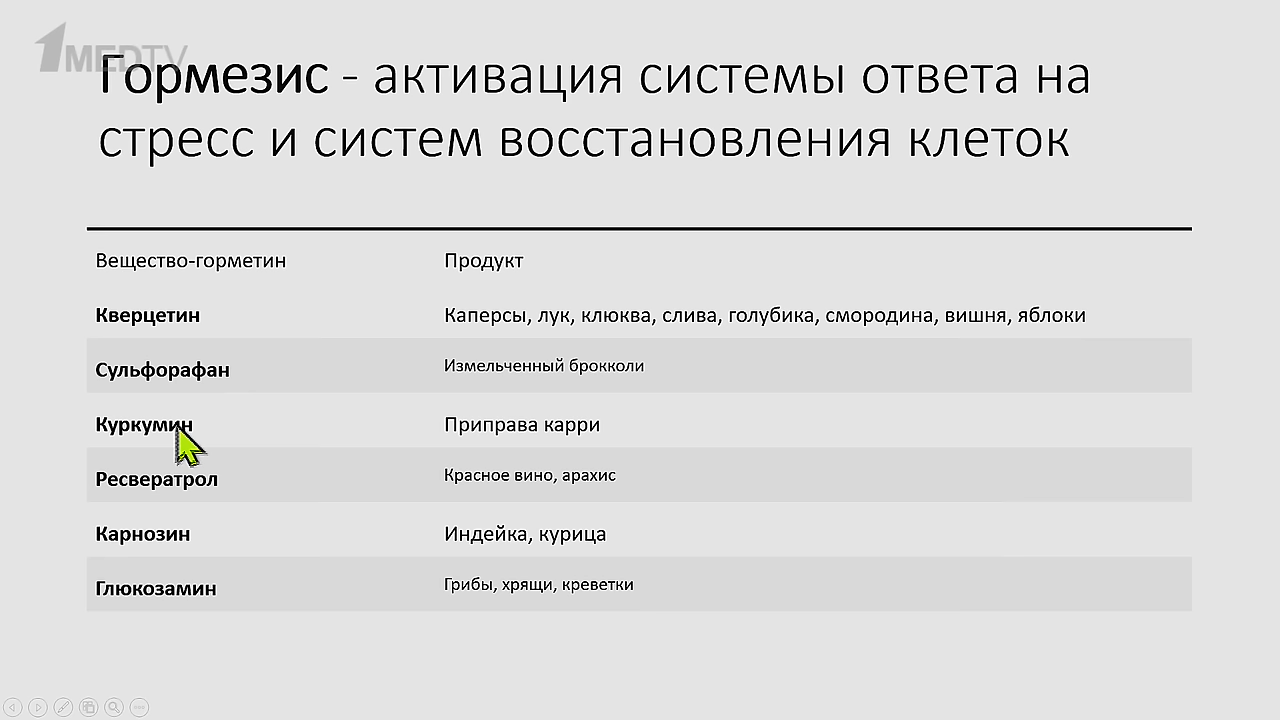 1MEDTV
Гормезис - активация системы ответа на
стресс и систем восстановления клеток
Вещество-горметин Продукт
Кверцетин Каперсы, лук, клюква, слива, голубика, смородина, вишня, яблоки
Сульфорафан Измельченный брокколи
Куркумин Приправа карри
Ресвератрол Красное вино, арахис
Карнозин Индейка, курица
Глюкозамин Грибы, хрящи, креветки